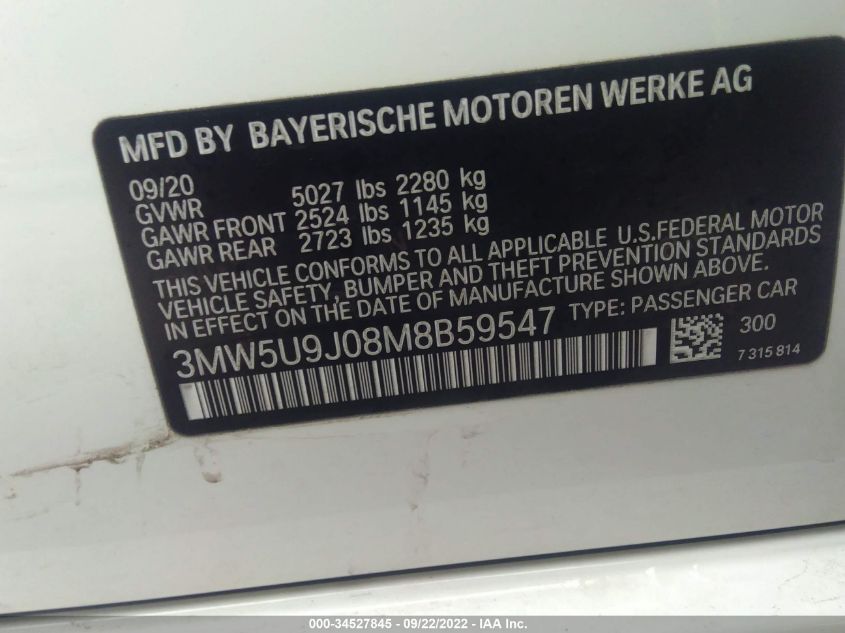 MFD BY BAYERISCHE MOTOREN WERKE AG
09/20
GVWR 5027 lbs 2280 kg
GAWR FRONT 2524 lbs 1145 kg
GAWR REAR 2723 lbs 1235 kg
THIS VEHICLE CONFORMS TO ALL APPLICABLE U.S.FEDERAL MOTOR
VEHICLE SAFETY, BUMPER AND THEFT PREVENTION STANDARDS
IN EFFECT ON THE DATE OF MANUFACTURE SHOWN ABOVE.
3MW5U9J08M8B59547 TYPE: PASSENGER CAR
300
7 315 814
000-34527845 - 09/22/2022 - IAA Inc.